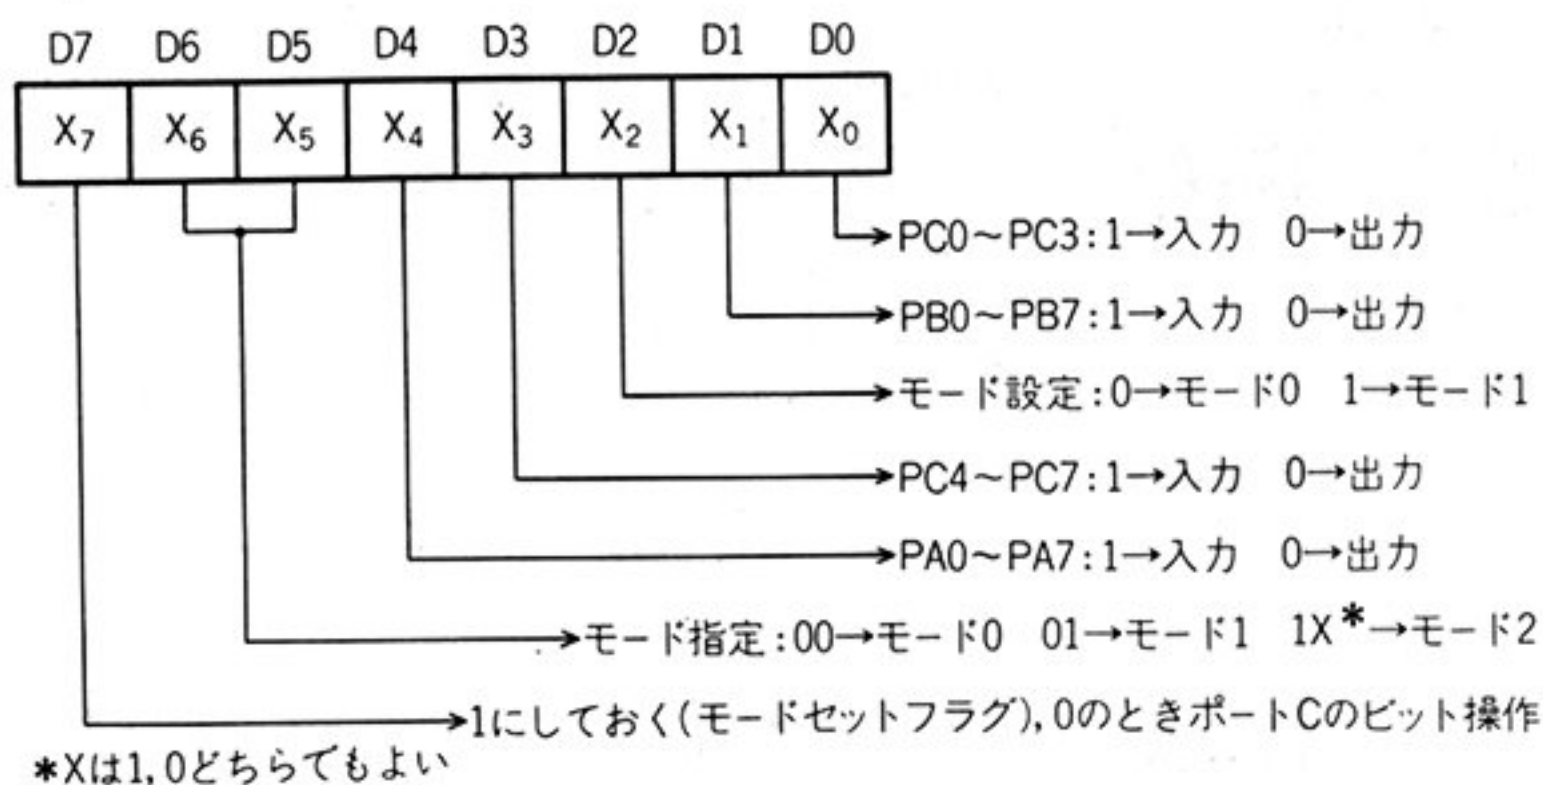 D7 D6 D5 D4 D3 D2 D1 D0
X₇ X₆ X₅ X₄ X₃ X₂ X₁ X₀
PC0~PC3:1→入力 0→出力
PB0~PB7:1→入力 0→出力
モード設定:0→モード0 1→モード1
PC4~PC7:1→入力 0→出力
PA0~PA7:1→入力 0→出力
モード指定:00→モード0 01→モード1 1X*→モード2
1にしておく(モードセットフラグ),0のときポートCのビット操作
*Xは1,0どちらでもよい